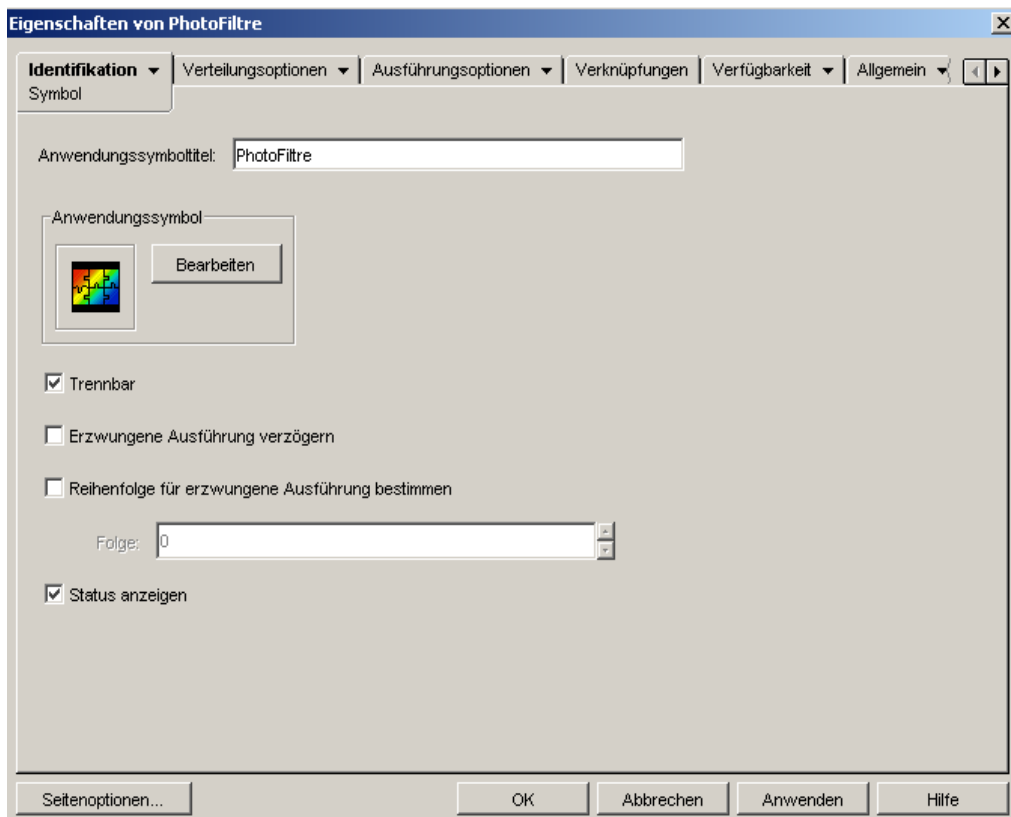 Eigenschaften von PhotoFiltre
Identifikation Verteilungsoptionen Ausführungsoptionen Verknüpfungen Verfügbarkeit Allgemein
Symbol
Anwendungssymboltitel: PhotoFiltre
Anwendungssymbol
Bearbeiten
Trennbar
Erzwungene Ausführung verzögern
Reihenfolge für erzwungene Ausführung bestimmen
Folge: 0
Status anzeigen
Seitenoptionen... OK Abbrechen Anwenden Hilfe